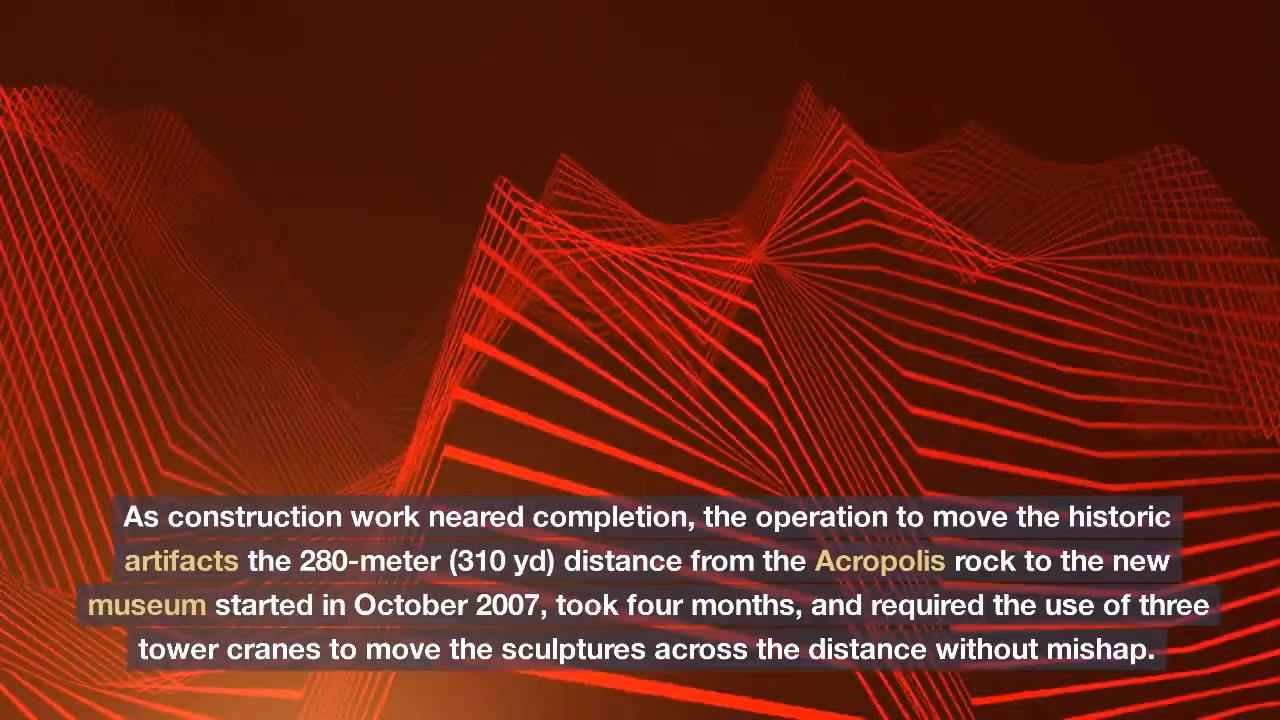 As construction work neared completion, the operation to move the historic
artifacts the 280-meter (310 yd) distance from the Acropolis rock to the new
museum started in October 2007, took four months, and required the use of three
tower cranes to move the sculptures across the distance without mishap.